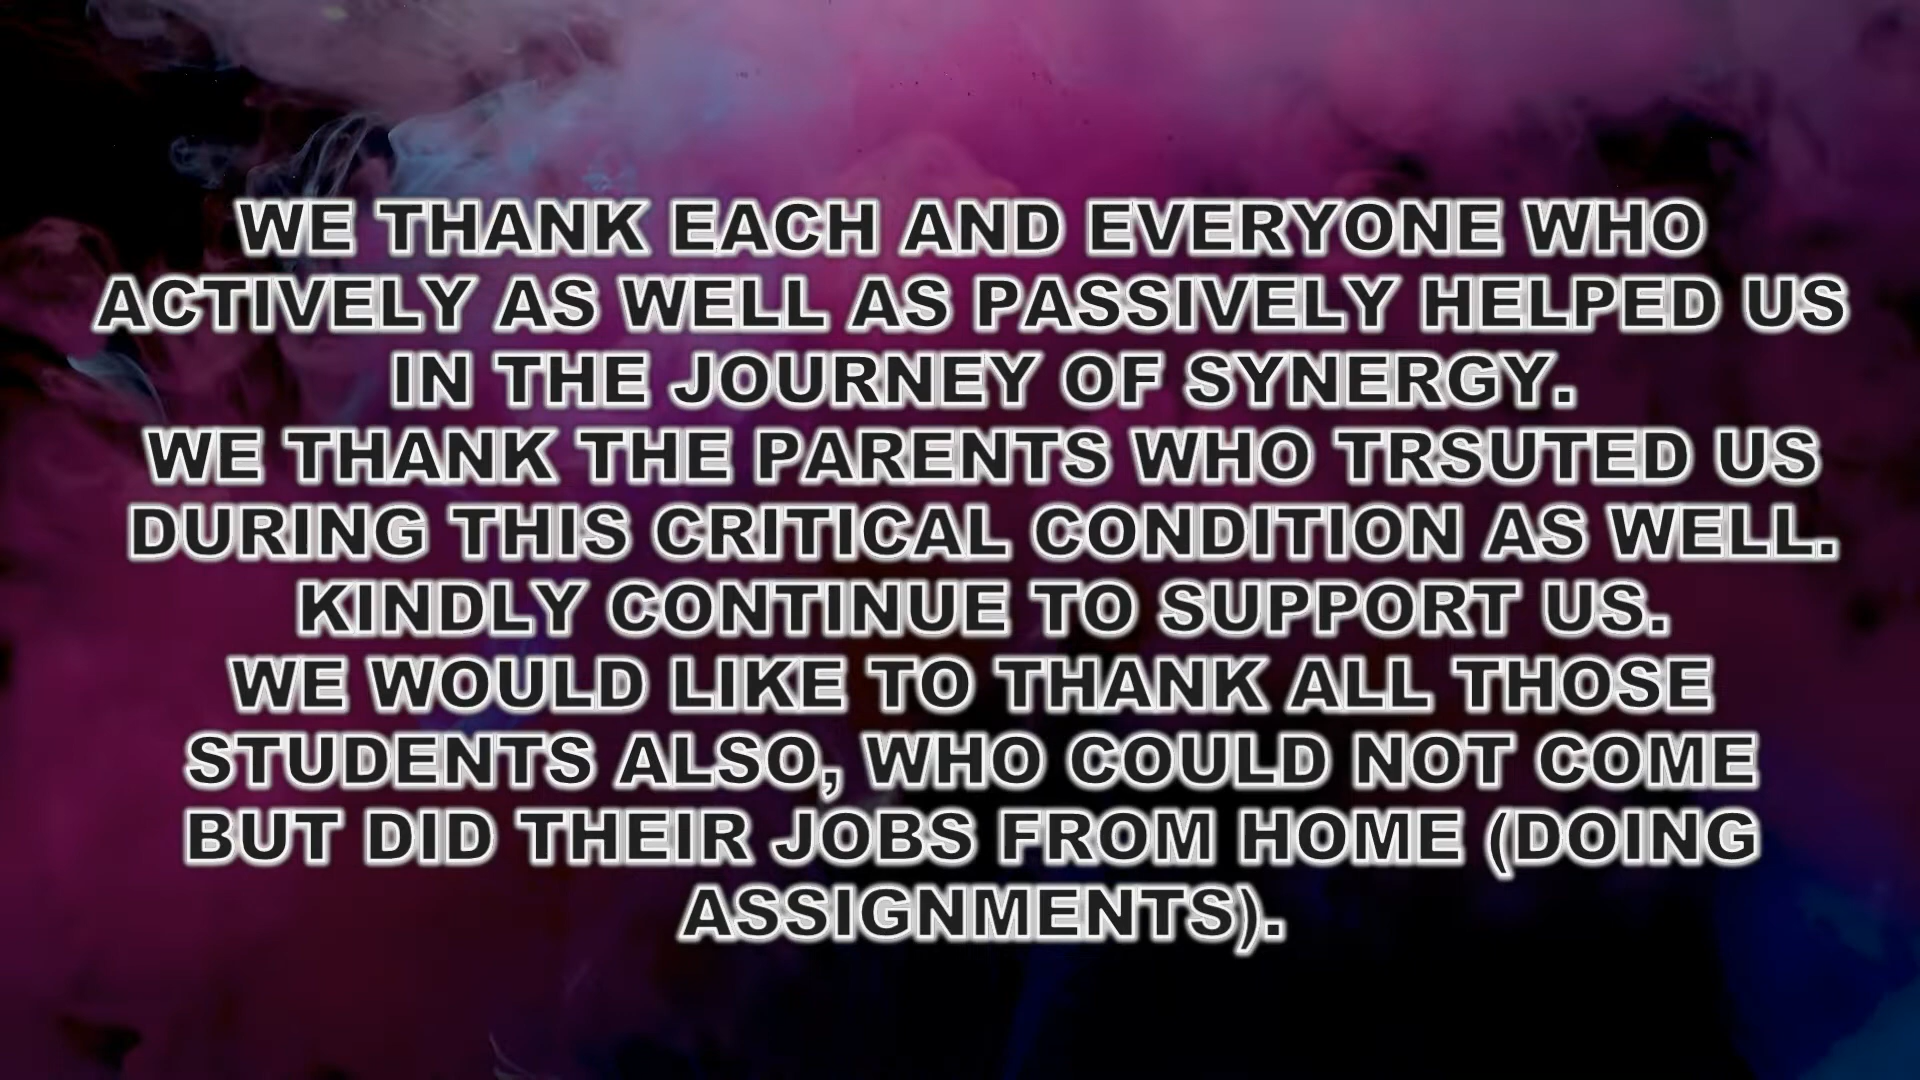 WE THANK EACH AND EVERYONE WHO
ACTIVELY AS WELL AS PASSIVELY HELPED US
IN THE JOURNEY OF SYNERGY.
WE THANK THE PARENTS WHO TRSUTED US
DURING THIS CRITICAL CONDITION AS WELL.
KINDLY CONTINUE TO SUPPORT US.
WE WOULD LIKE TO THANK ALL THOSE
STUDENTS ALSO, WHO COULD NOT COME
BUT DID THEIR JOBS FROM HOME (DOING
ASSIGNMENTS).